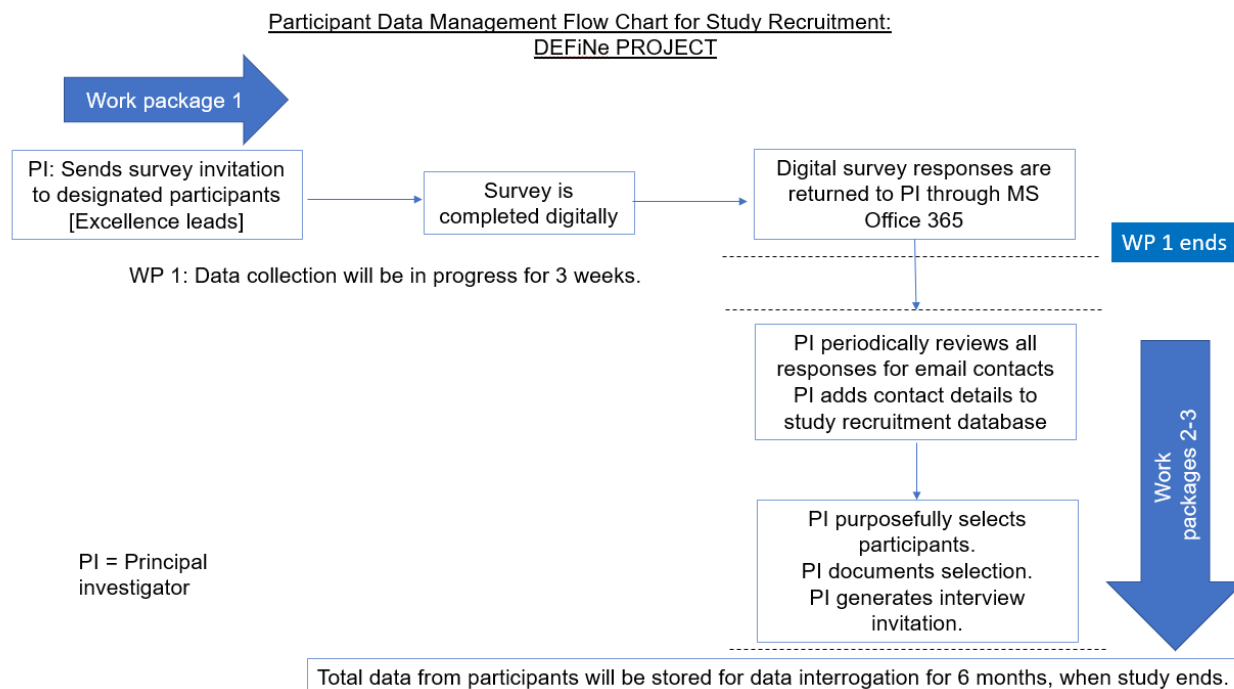 Participant Data Management Flow Chart for Study Recruitment:
DEFiNe PROJECT
Work package 1
PI: Sends survey invitation
to designated participants
[Excellence leads]
Survey is
completed digitally
Digital survey responses are
returned to PI through MS
Office 365
WP 1 ends
WP 1: Data collection will be in progress for 3 weeks.
PI periodically reviews all
responses for email contacts
PI adds contact details to
study recruitment database
Work
packages 2-3
PI purposefully selects
participants.
PI documents selection.
PI generates interview
invitation.
PI = Principal
investigator
Total data from participants will be stored for data interrogation for 6 months, when study ends.